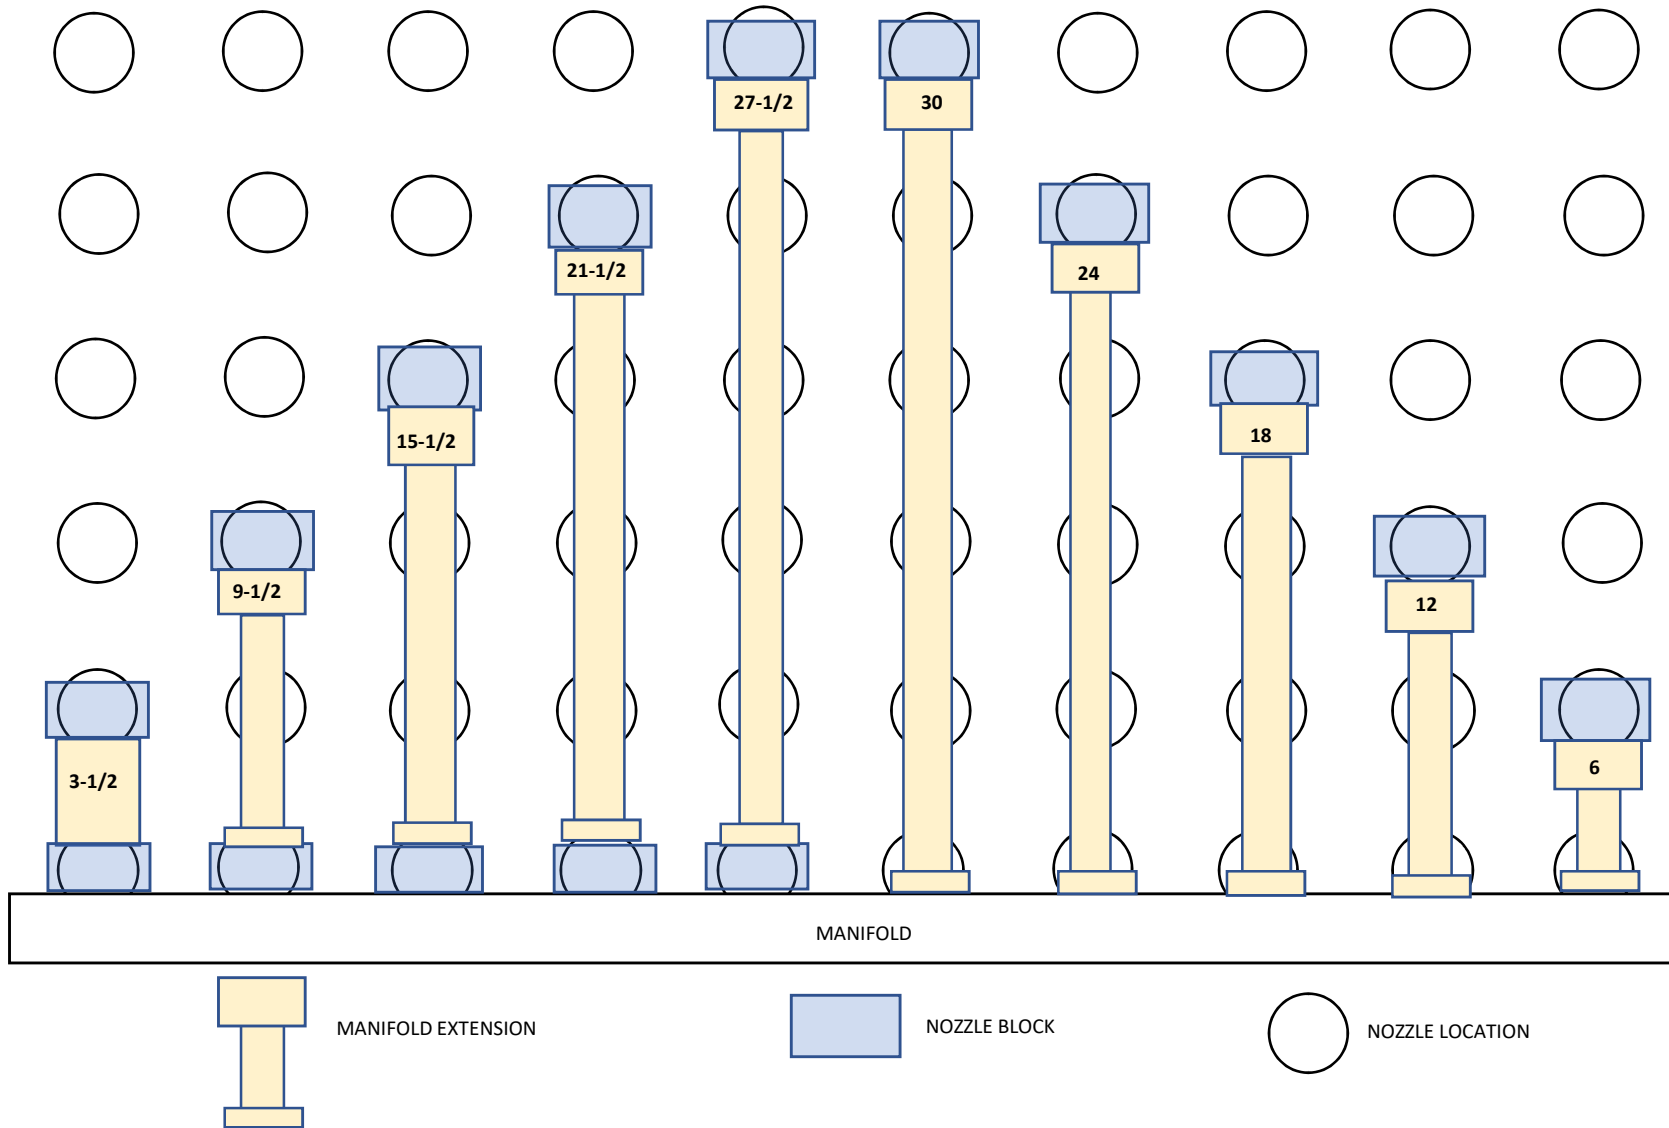 27-1/2
30
21-1/2
24
15-1/2
18
9-1/2
12
3-1/2
6
MANIFOLD
MANIFOLD EXTENSION
NOZZLE BLOCK
NOZZLE LOCATION